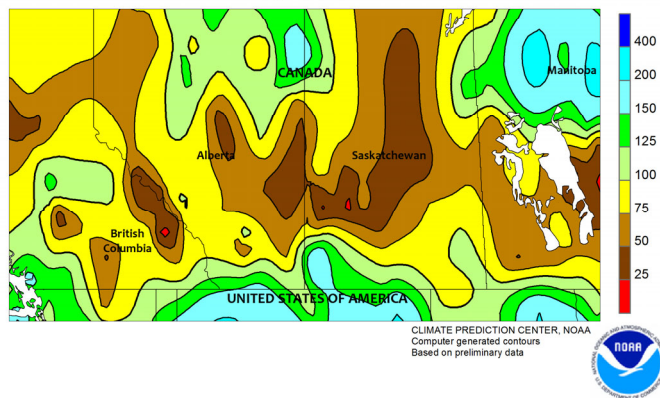 CANADA
Manitoba
Alberta
Saskatchewan
British
Columbia
UNITED STATES OF AMERICA
400
200
150
125
100
75
50
25
CLIMATE PREDICTION CENTER, NOAA
Computer generated contours
Based on preliminary data
NOAA